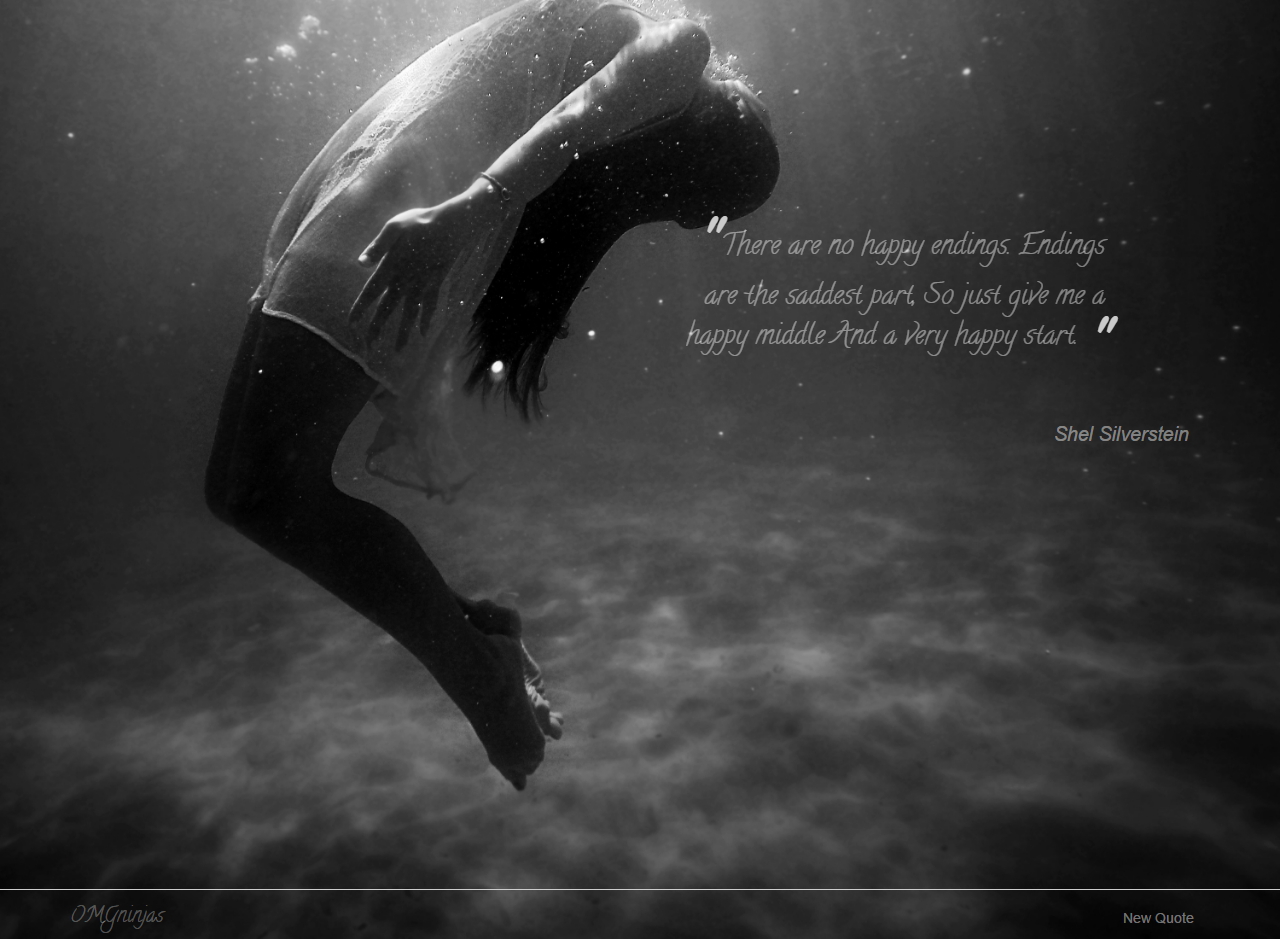 "There are no happy endings. Endings
are the saddest part, So just give me a
happy middle And a very happy start. "
Shel Silverstein
OMGninjas
New Quote